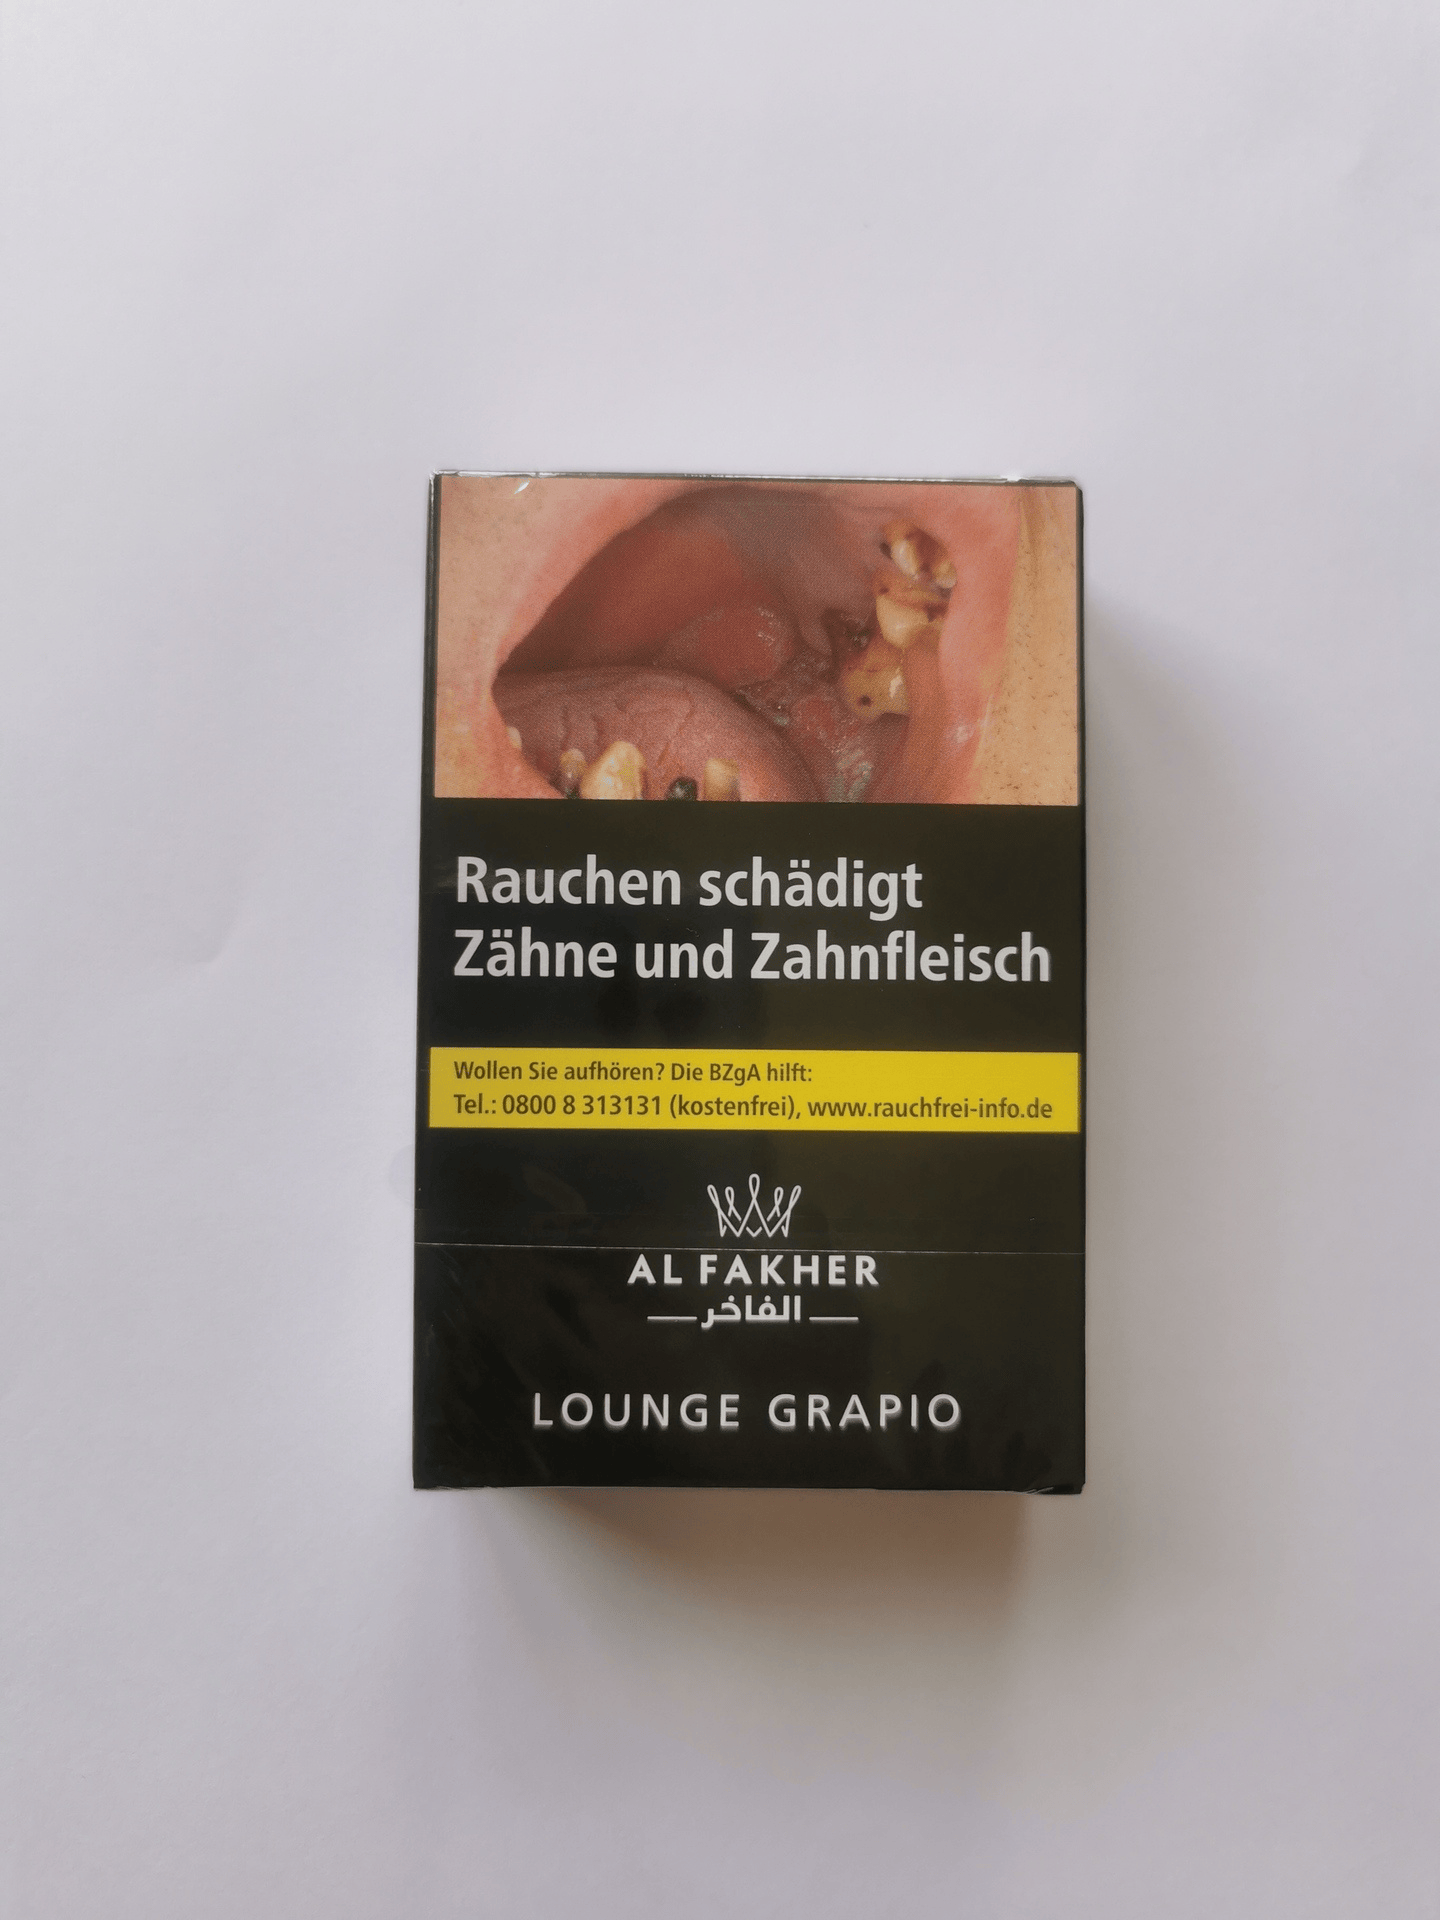 Rauchen schädigt
Zähne und Zahnfleisch
Wollen Sie aufhören? Die BZgA hilft:
Tel.: 0800 8 313131 (kostenfrei), www.rauchfrei-info.de
AL FAKHER
الفاخر
LOUNGE GRAPIO